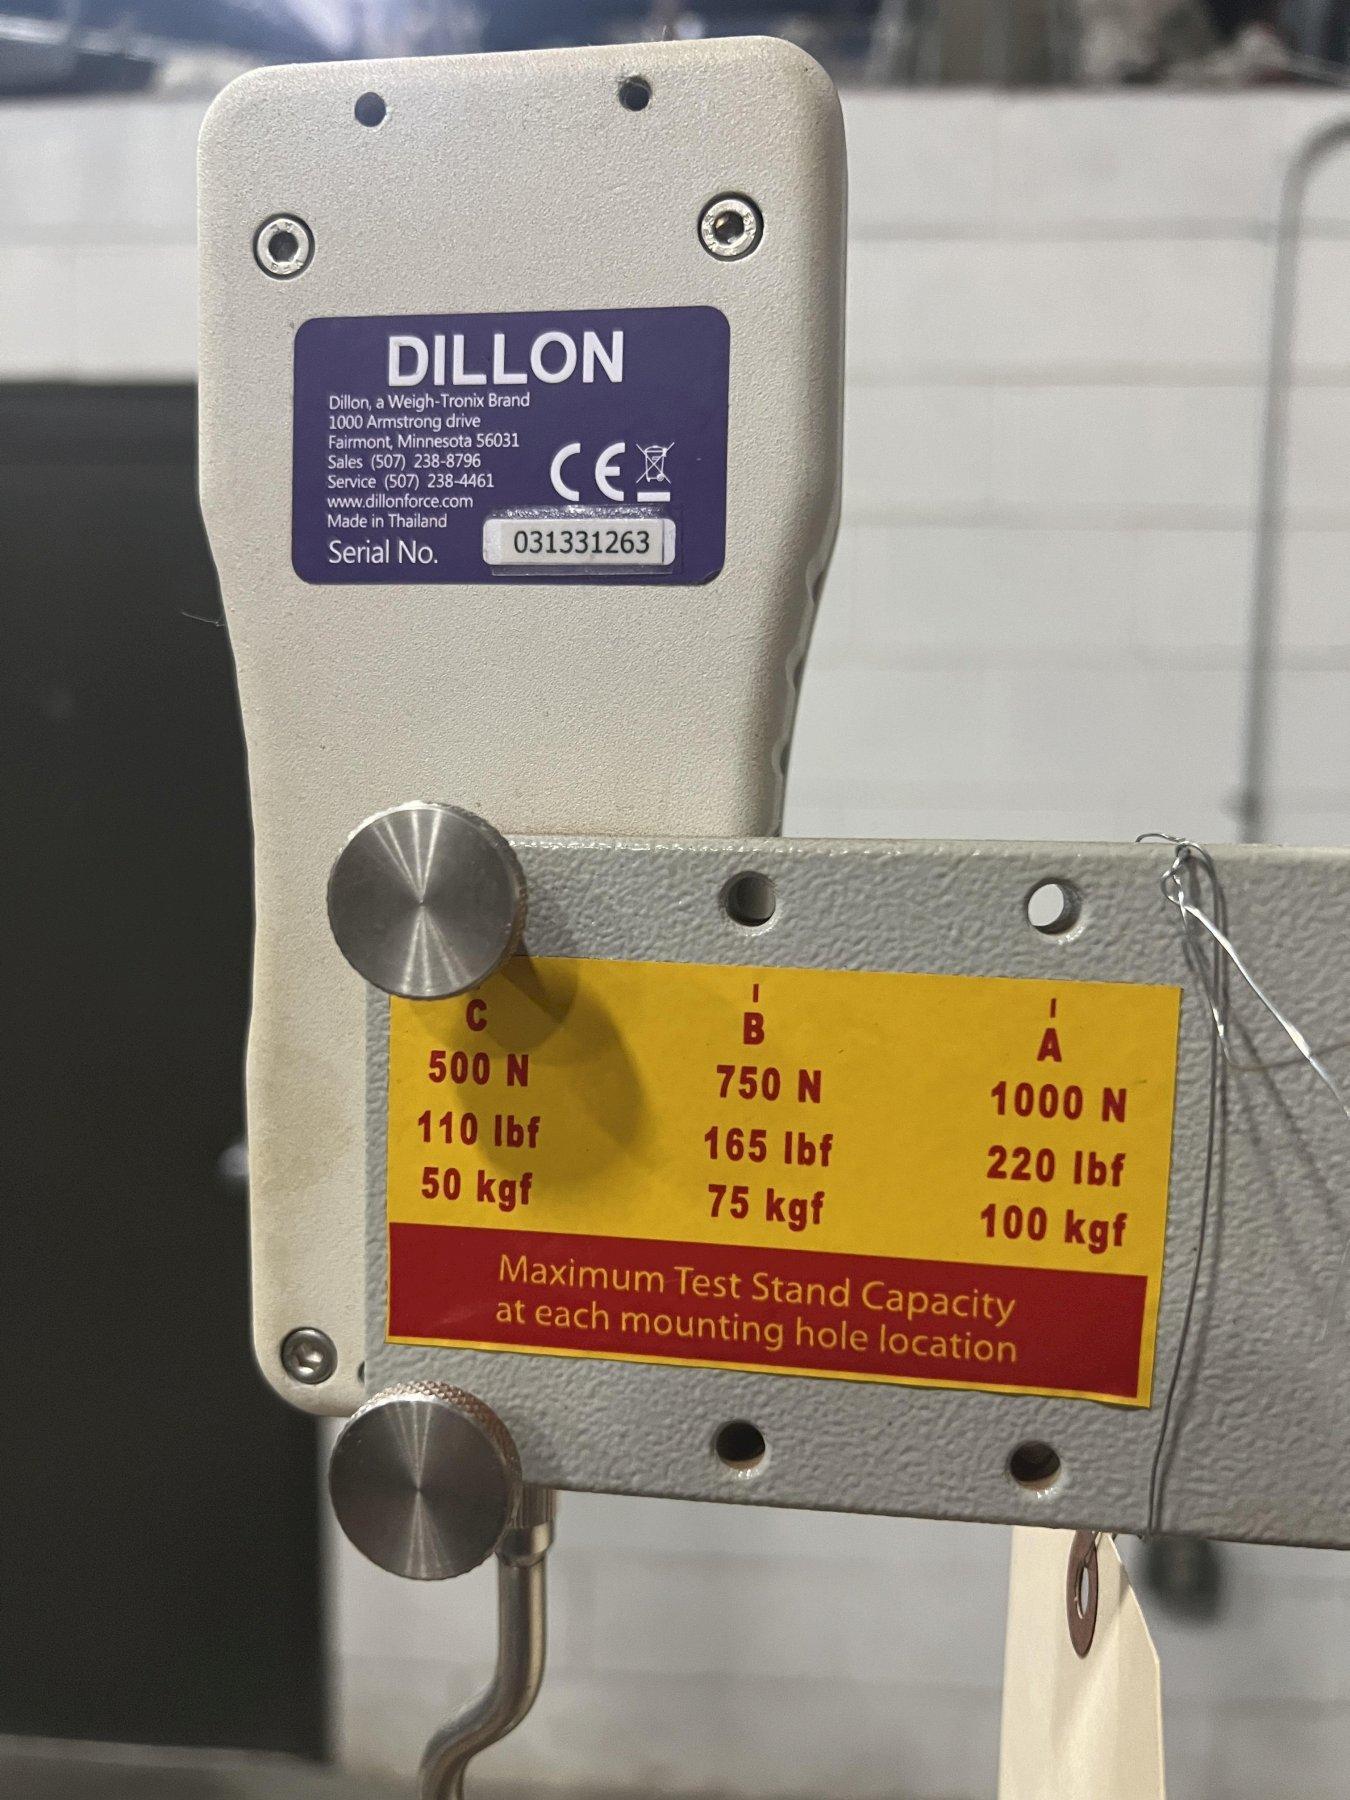 DILLON
Dillon, a Weigh-Tronix Brand
1000 Armstrong drive
Fairmont, Minnesota 56031
Sales (507) 238-8796
Service (507) 238-4461
www.dillonforce.com
Made in Thailand
CE
Serial No. 031331263
C B A
500 N 750 N 1000 N
110 lbf 165 lbf 220 lbf
50 kgf 75 kgf 100 kgf
Maximum Test Stand Capacity
at each mounting hole location